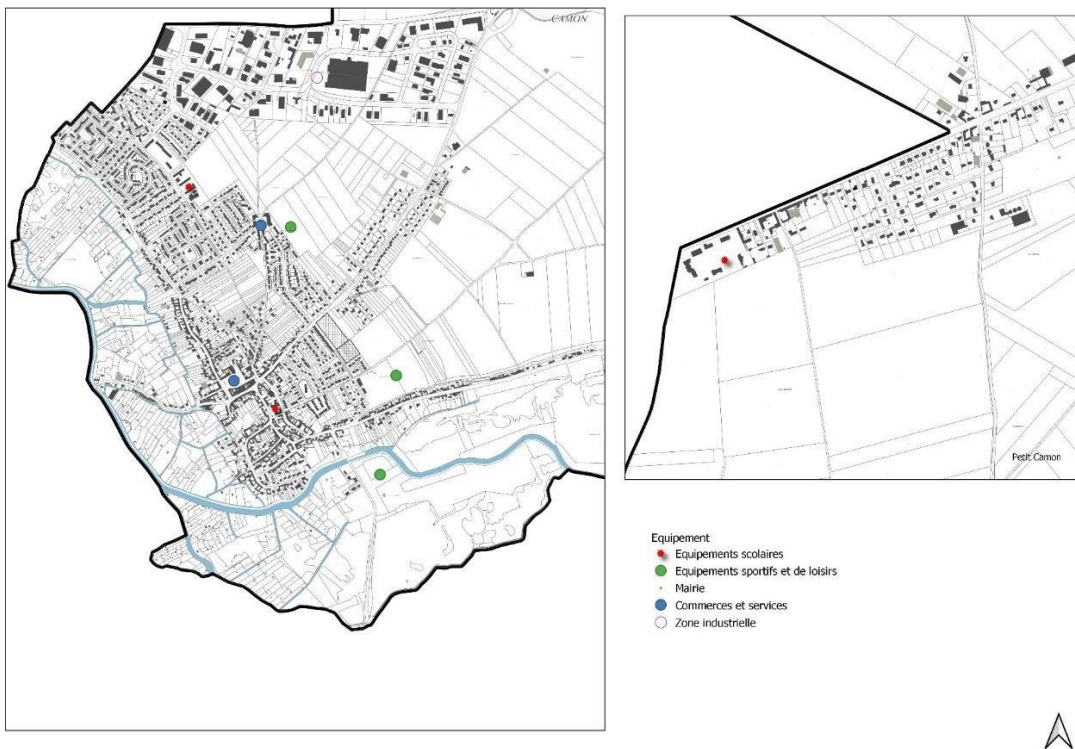 CAMON
Petit Camon
Equipement
Equipements scolaires
Equipements sportifs et de loisirs
Mairie
Commerces et services
Zone industrielle